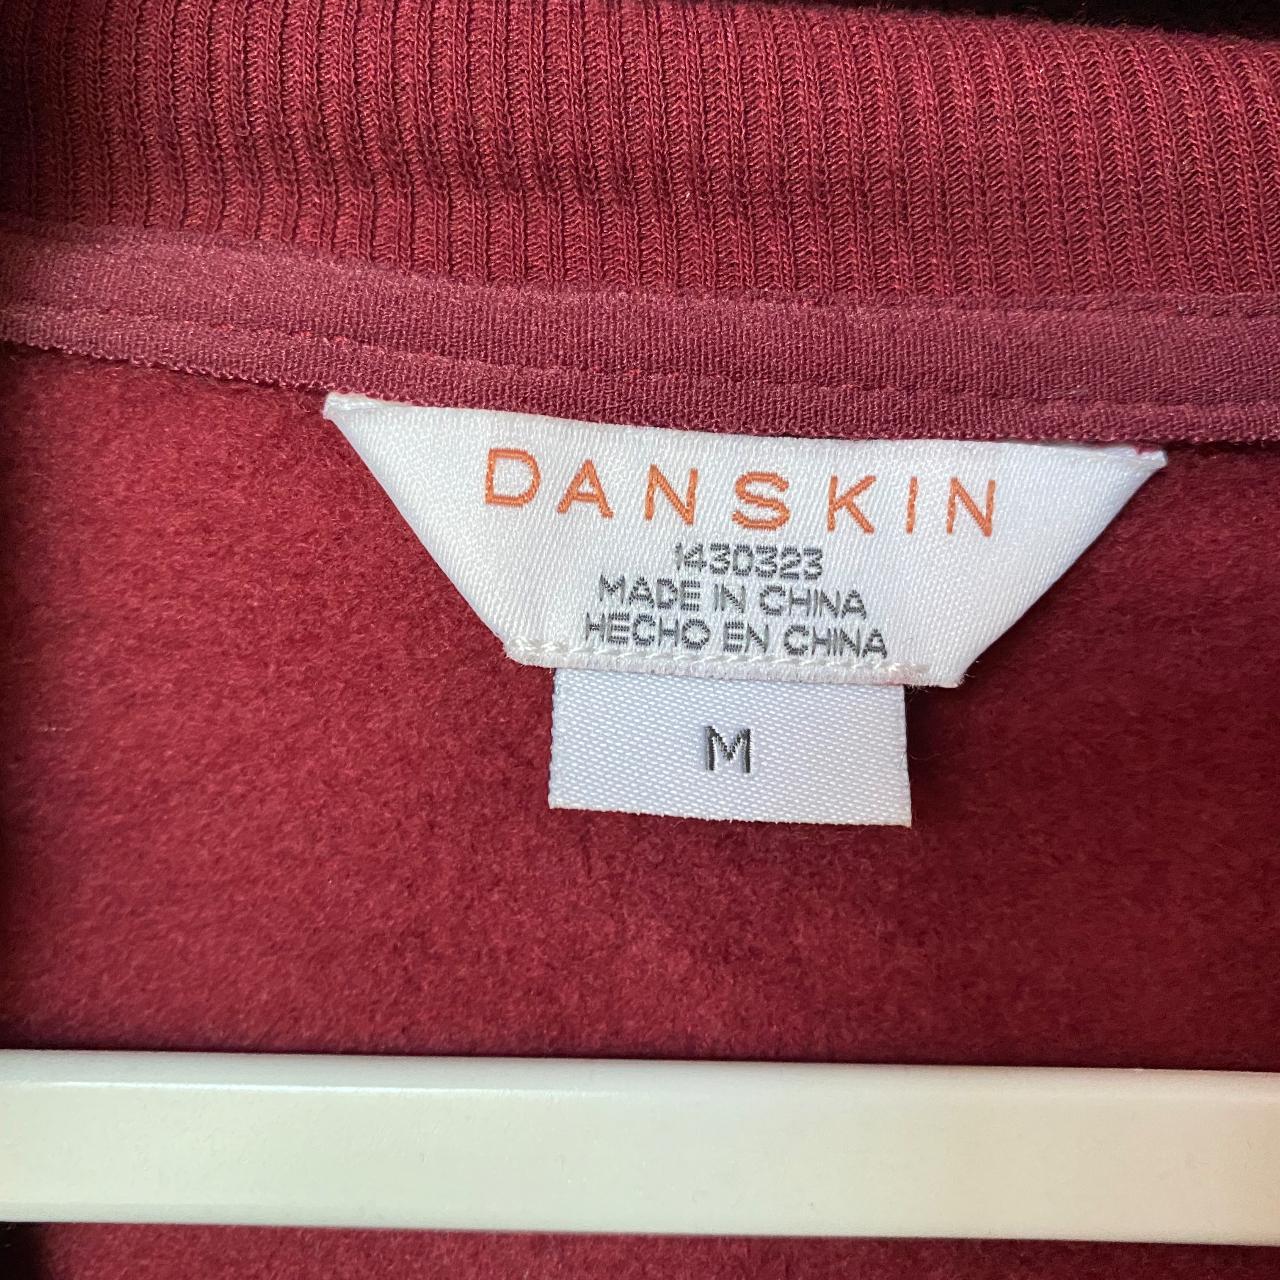 DANSKIN
1430323
MADE IN CHINA
HECHO EN CHINA
M